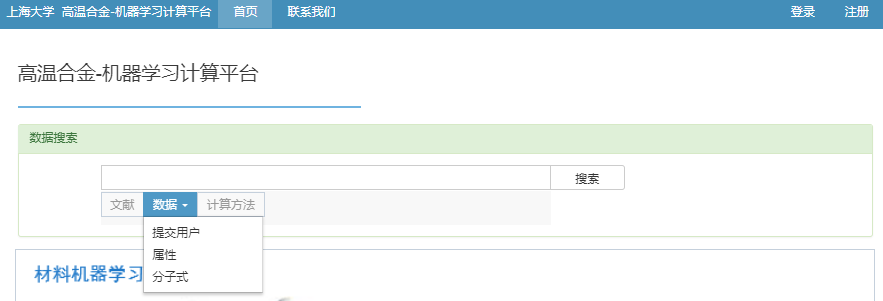 上海大学 高温合金-机器学习计算平台 首页 联系我们 登录 注册
高温合金-机器学习计算平台
数据搜索
搜索
文献 数据 计算方法
提交用户
属性
分子式
材料机器学习